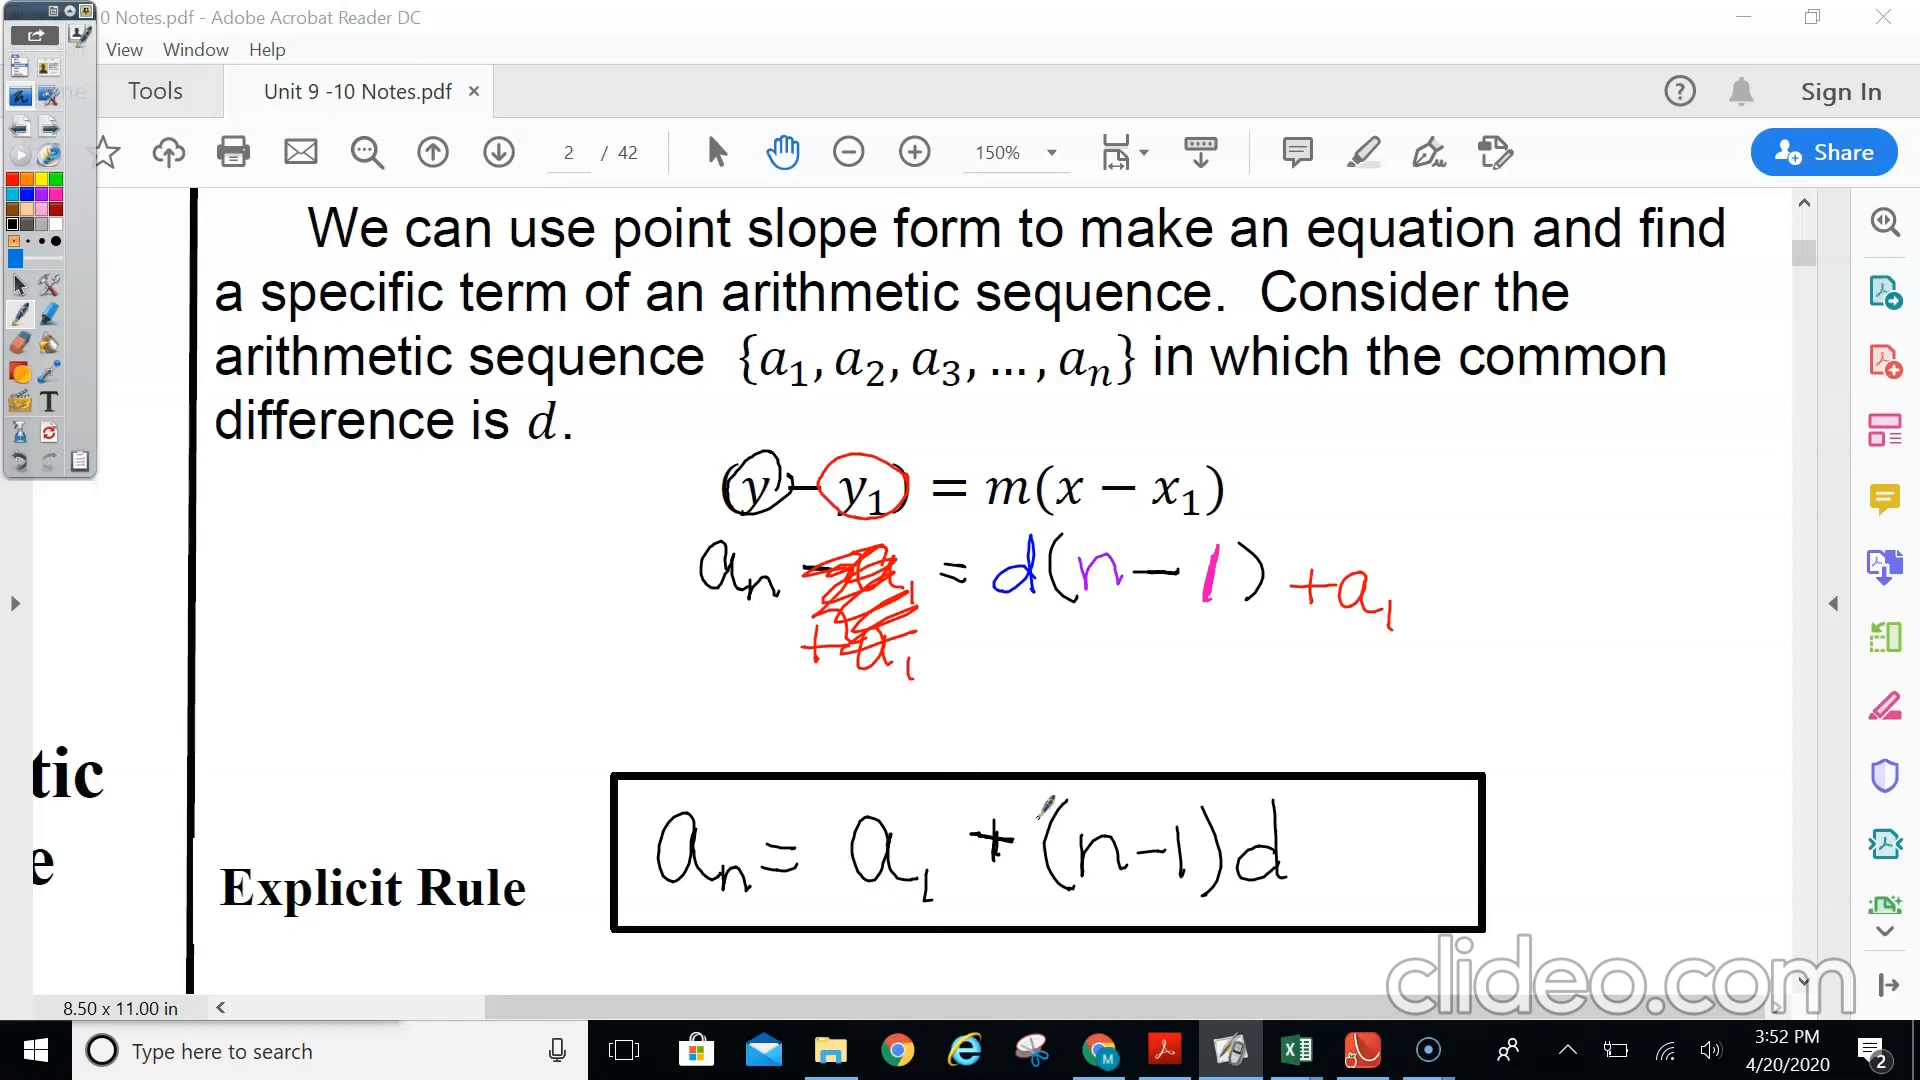 10 Notes.pdf - Adobe Acrobat Reader DC
View Window Help
Tools
Unit 9 -10 Notes.pdf ×
Sign In
2 / 42
150%
Share
We can use point slope form to make an equation and find
a specific term of an arithmetic sequence. Consider the
arithmetic sequence {a₁, a₂, a₃, ... , aₙ} in which the common
difference is d.
(y − y₁) = m(x − x₁)
aₙ − a₁ = d(n − 1) + a₁
+ a₁
tic
e
Explicit Rule
aₙ = a₁ + (n-1)d
clideo.com
8.50 x 11.00 in
Type here to search
3:52 PM
4/20/2020
2